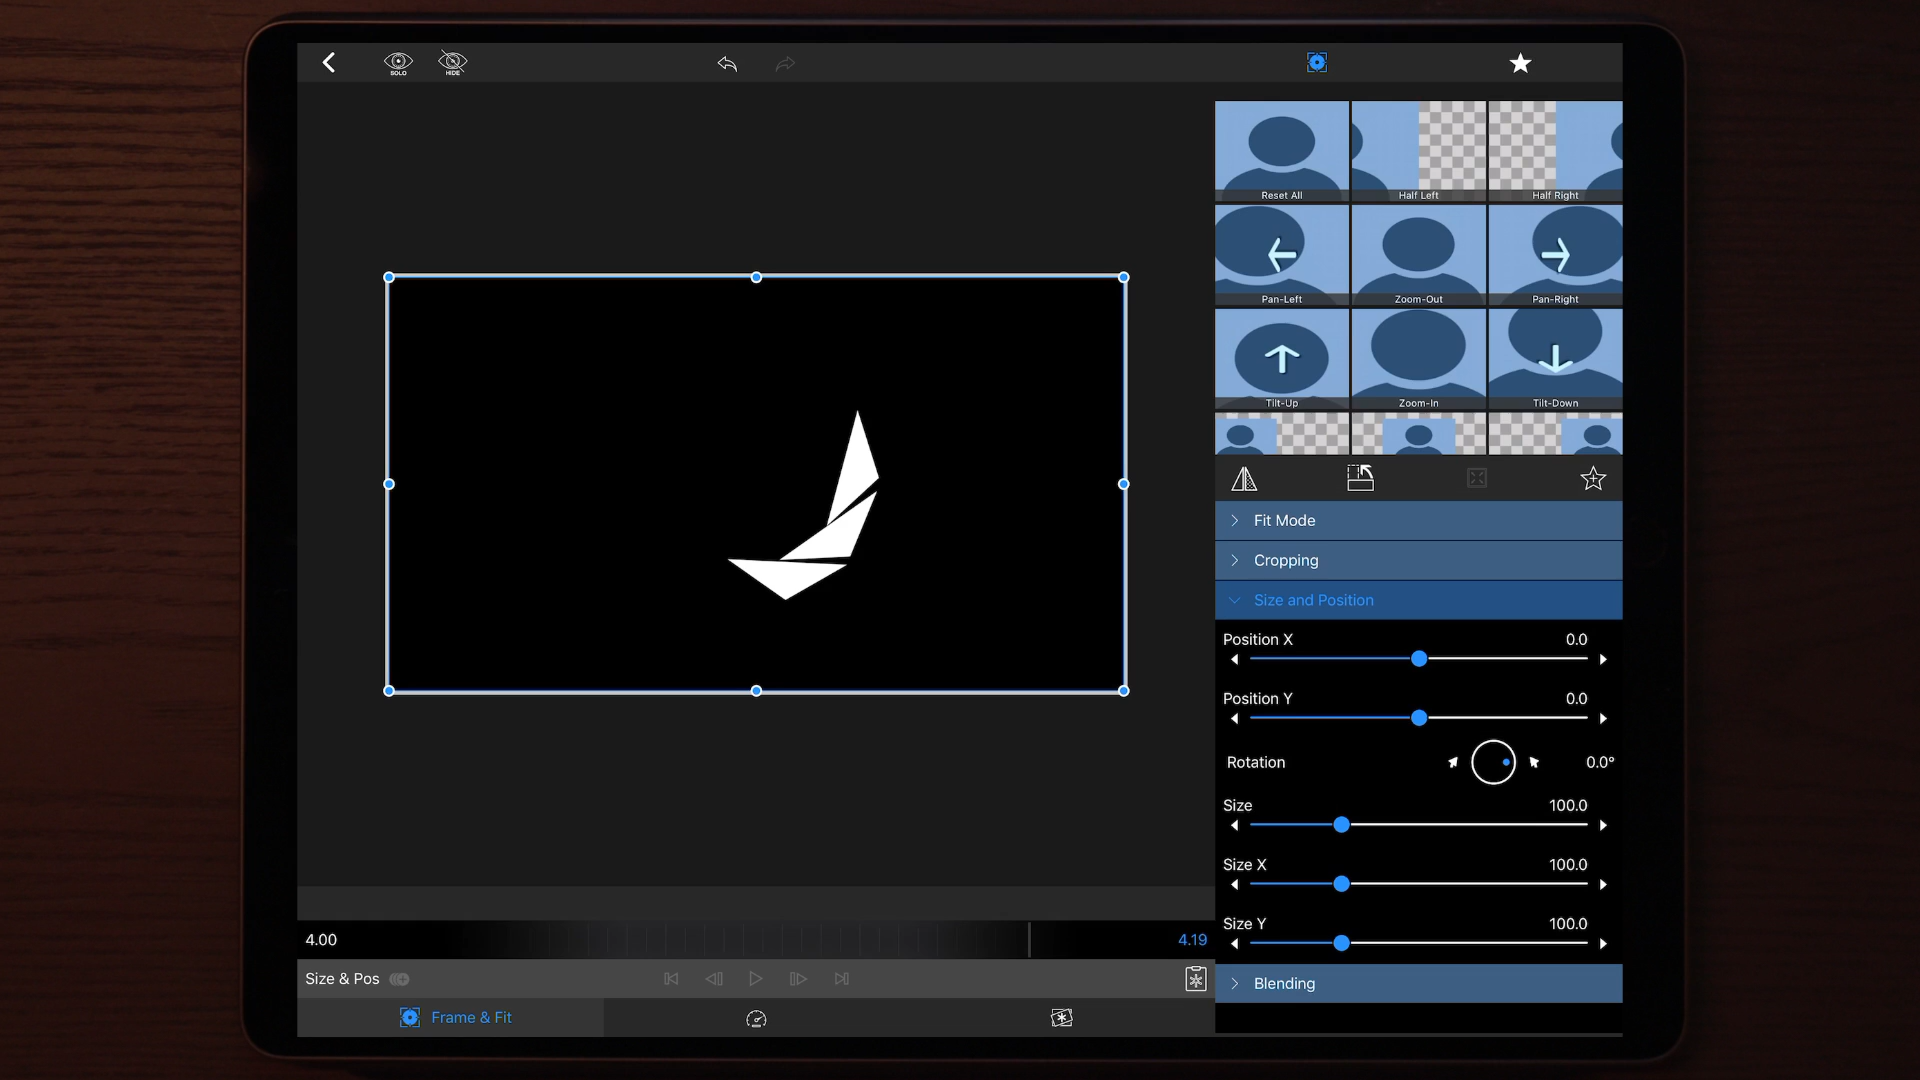 SOLO
HIDE
Reset All
Half Left
Half Right
Pan-Left
Zoom-Out
Pan-Right
Tilt-Up
Zoom-In
Tilt-Down
Fit Mode
Cropping
Size and Position
Position X 0.0
Position Y 0.0
Rotation 0.0°
Size 100.0
Size X 100.0
Size Y 100.0
Blending
4.00
4.19
Size & Pos
Frame & Fit